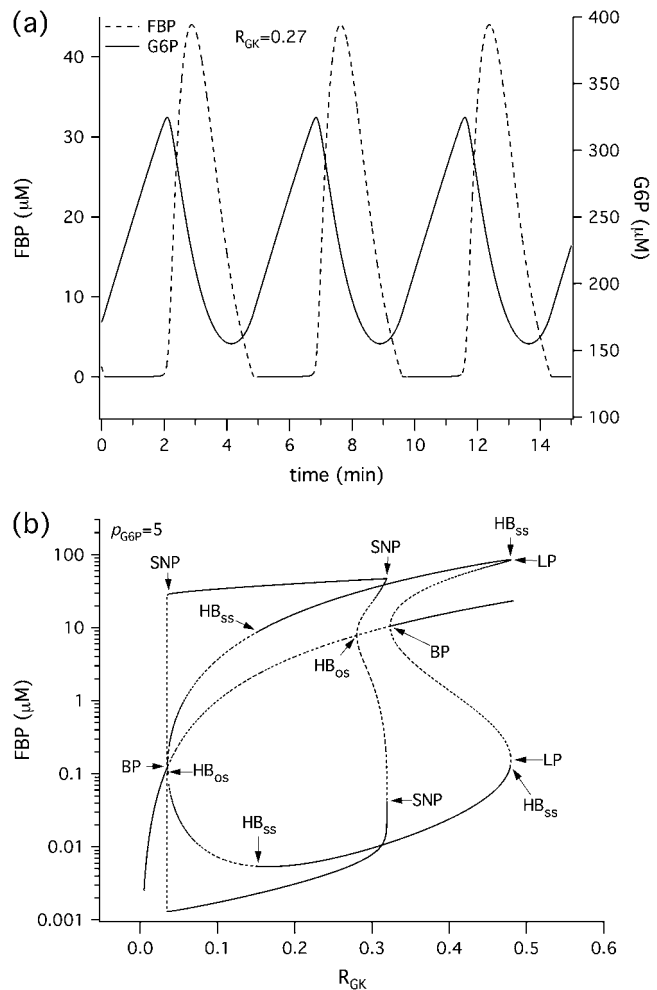 (a)
FBP
G6P
R_GK=0.27
400
350
300
250
200
150
100
G6P (μM)
40
30
20
10
0
FBP (μM)
0 2 4 6 8 10 12 14
time (min)
(b)
p_G6P=5
SNP
SNP
HB_ss
LP
HB_ss
HB_os
BP
BP
HB_os
HB_ss
SNP
LP
HB_ss
100
10
1
0.1
0.01
0.001
FBP (μM)
0.0 0.1 0.2 0.3 0.4 0.5 0.6
R_GK